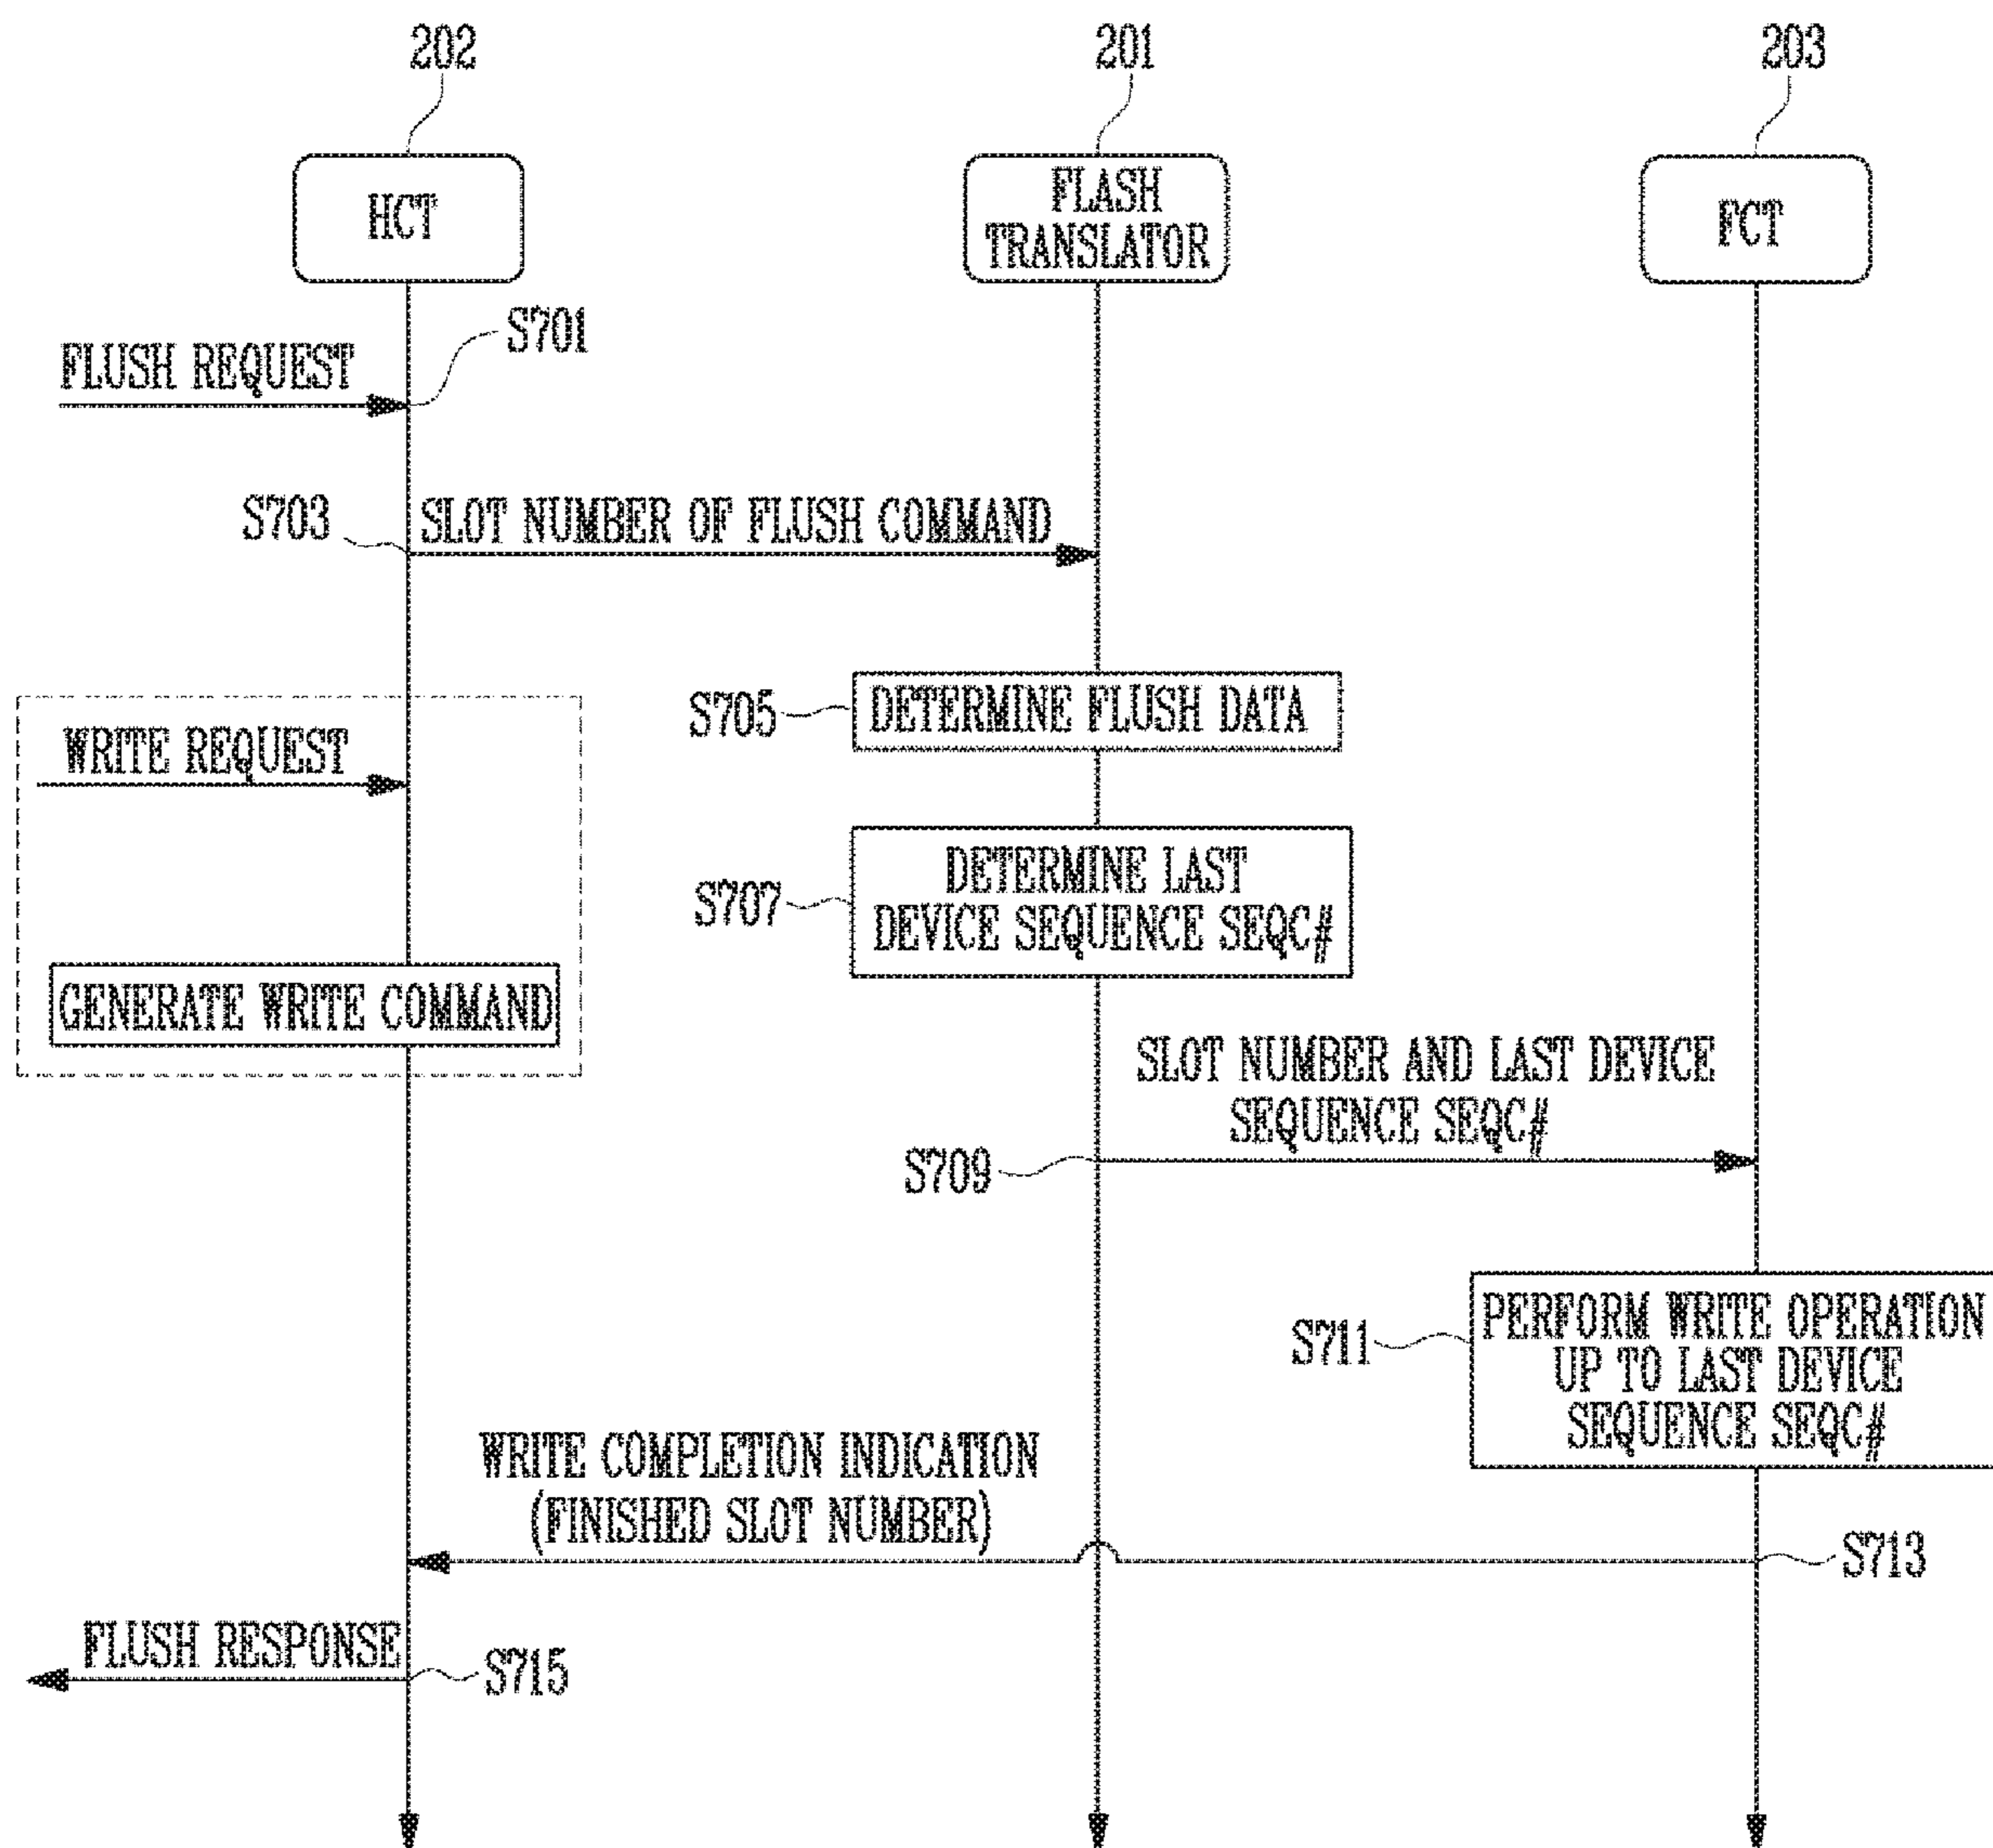 202
201
203
HCT
FLASH
TRANSLATOR
FCT
S701
FLUSH REQUEST
S703
SLOT NUMBER OF FLUSH COMMAND
S705
DETERMINE FLUSH DATA
WRITE REQUEST
S707
DETERMINE LAST
DEVICE SEQUENCE SEQC#
GENERATE WRITE COMMAND
SLOT NUMBER AND LAST DEVICE
SEQUENCE SEQC#
S709
S711
PERFORM WRITE OPERATION
UP TO LAST DEVICE
SEQUENCE SEQC#
WRITE COMPLETION INDICATION
(FINISHED SLOT NUMBER)
S713
FLUSH RESPONSE
S715